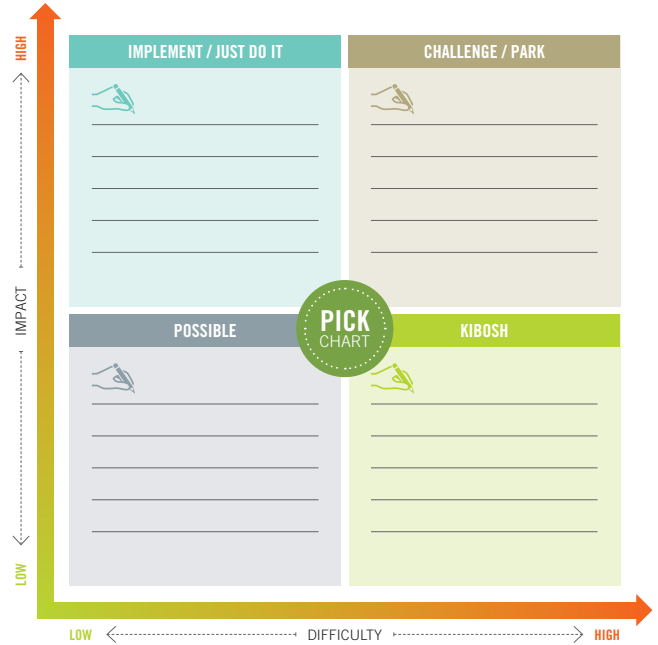 HIGH
IMPLEMENT / JUST DO IT
CHALLENGE / PARK
IMPACT
PICK
CHART
POSSIBLE
KIBOSH
LOW
LOW
DIFFICULTY
HIGH